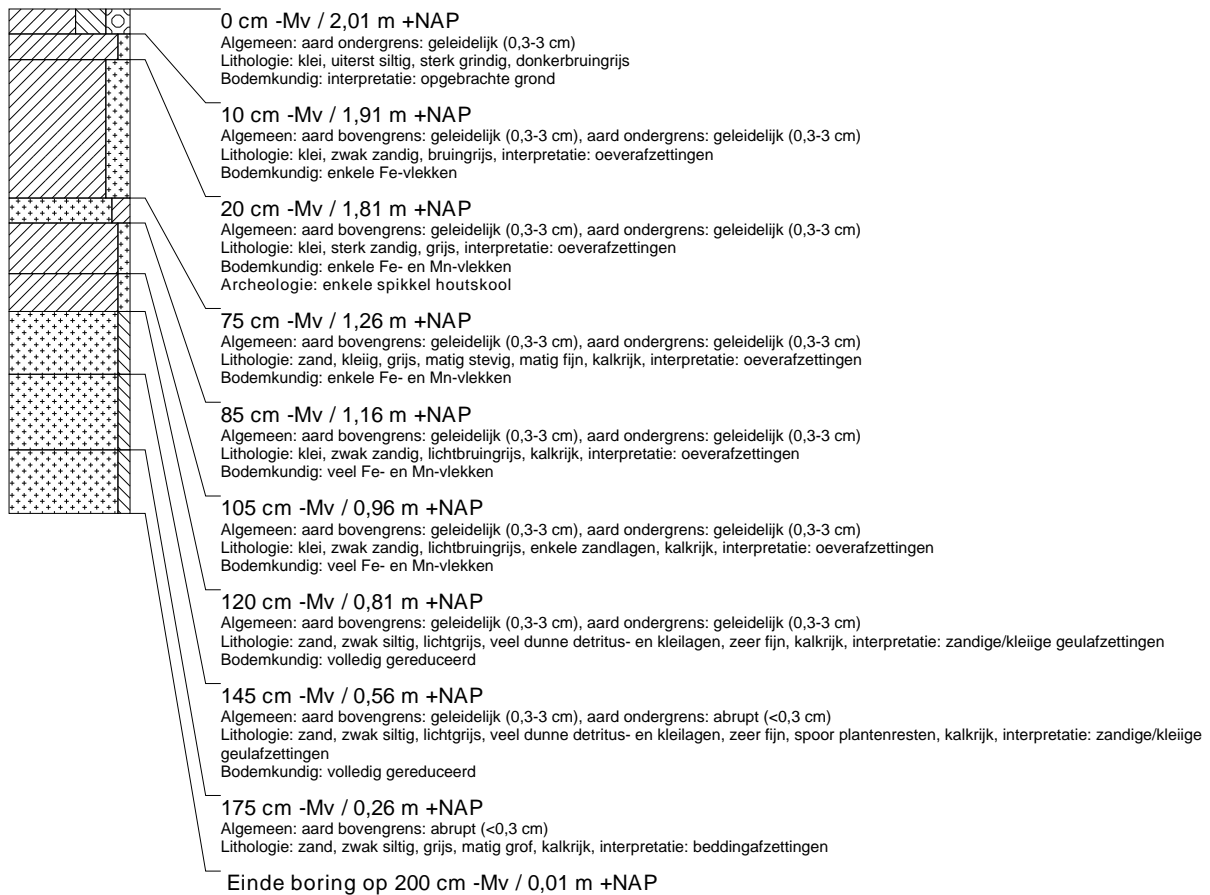 0 cm -Mv / 2,01 m +NAP
Algemeen: aard ondergrens: geleidelijk (0,3-3 cm)
Lithologie: klei, uiterst siltig, sterk grindig, donkerbruingrijs
Bodemkundig: interpretatie: opgebrachte grond
10 cm -Mv / 1,91 m +NAP
Algemeen: aard bovengrens: geleidelijk (0,3-3 cm), aard ondergrens: geleidelijk (0,3-3 cm)
Lithologie: klei, zwak zandig, bruingrijs, interpretatie: oeverafzettingen
Bodemkundig: enkele Fe-vlekken
20 cm -Mv / 1,81 m +NAP
Algemeen: aard bovengrens: geleidelijk (0,3-3 cm), aard ondergrens: geleidelijk (0,3-3 cm)
Lithologie: klei, sterk zandig, grijs, interpretatie: oeverafzettingen
Bodemkundig: enkele Fe- en Mn-vlekken
Archeologie: enkele spikkel houtskool
75 cm -Mv / 1,26 m +NAP
Algemeen: aard bovengrens: geleidelijk (0,3-3 cm), aard ondergrens: geleidelijk (0,3-3 cm)
Lithologie: zand, kleiig, grijs, matig stevig, matig fijn, kalkrijk, interpretatie: oeverafzettingen
Bodemkundig: enkele Fe- en Mn-vlekken
85 cm -Mv / 1,16 m +NAP
Algemeen: aard bovengrens: geleidelijk (0,3-3 cm), aard ondergrens: geleidelijk (0,3-3 cm)
Lithologie: klei, zwak zandig, lichtbruingrijs, kalkrijk, interpretatie: oeverafzettingen
Bodemkundig: veel Fe- en Mn-vlekken
105 cm -Mv / 0,96 m +NAP
Algemeen: aard bovengrens: geleidelijk (0,3-3 cm), aard ondergrens: geleidelijk (0,3-3 cm)
Lithologie: klei, zwak zandig, lichtbruingrijs, enkele zandlagen, kalkrijk, interpretatie: oeverafzettingen
Bodemkundig: veel Fe- en Mn-vlekken
120 cm -Mv / 0,81 m +NAP
Algemeen: aard bovengrens: geleidelijk (0,3-3 cm), aard ondergrens: geleidelijk (0,3-3 cm)
Lithologie: zand, zwak siltig, lichtgrijs, veel dunne detritus- en kleilagen, zeer fijn, kalkrijk, interpretatie: zandige/kleiige geulafzettingen
Bodemkundig: volledig gereduceerd
145 cm -Mv / 0,56 m +NAP
Algemeen: aard bovengrens: geleidelijk (0,3-3 cm), aard ondergrens: abrupt (<0,3 cm)
Lithologie: zand, zwak siltig, lichtgrijs, veel dunne detritus- en kleilagen, zeer fijn, spoor plantenresten, kalkrijk, interpretatie: zandige/kleiige
geulafzettingen
Bodemkundig: volledig gereduceerd
175 cm -Mv / 0,26 m +NAP
Algemeen: aard bovengrens: abrupt (<0,3 cm)
Lithologie: zand, zwak siltig, grijs, matig grof, kalkrijk, interpretatie: beddingafzettingen
Einde boring op 200 cm -Mv / 0,01 m +NAP